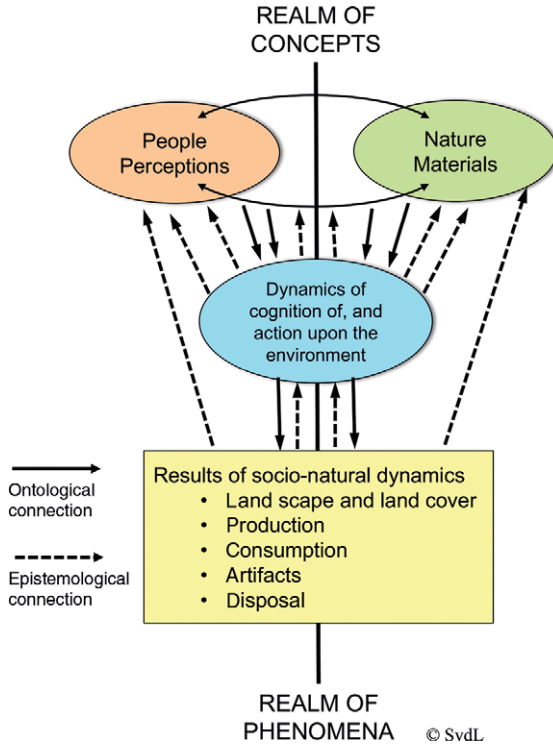 REALM OF
CONCEPTS
People
Perceptions
Nature
Materials
Dynamics of
cognition of, and
action upon the
environment
Results of socio-natural dynamics
• Land scape and land cover
• Production
• Consumption
• Artifacts
• Disposal
Ontological
connection
Epistemological
connection
REALM OF
PHENOMENA
© SvdL